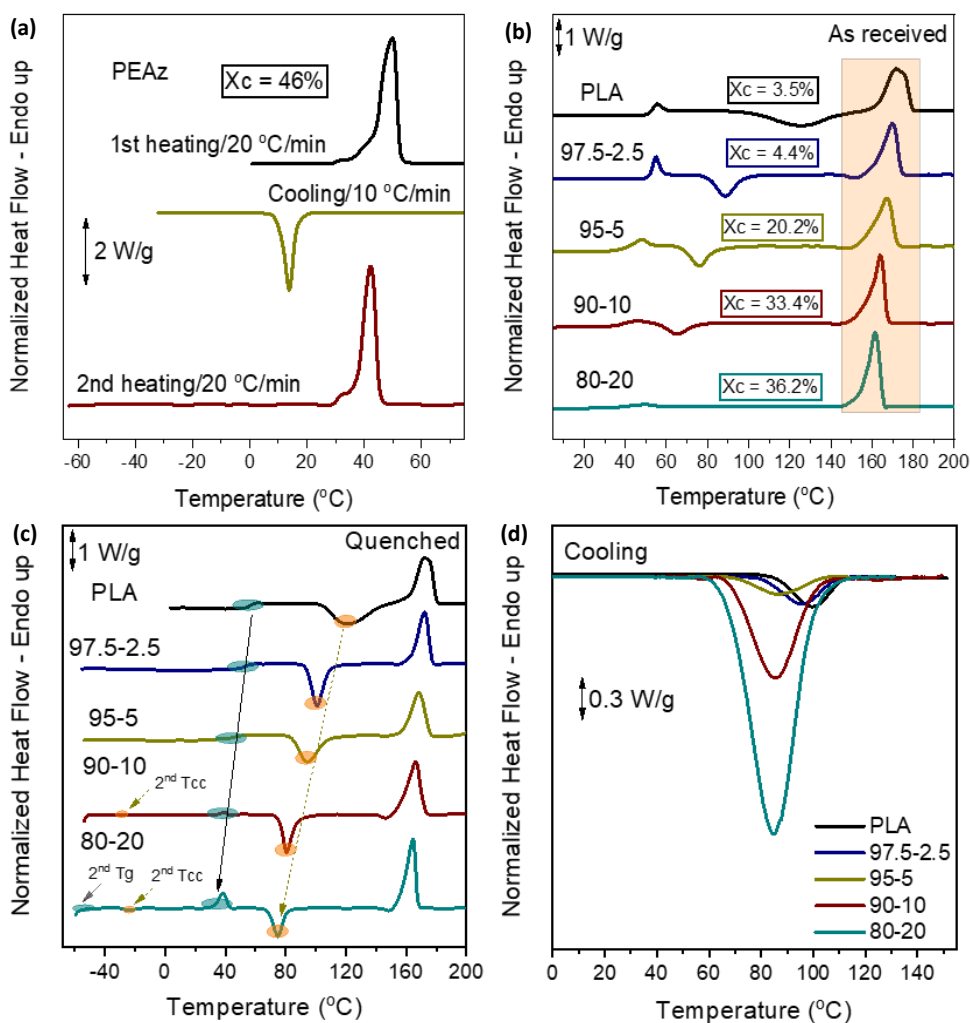 (a)
PEAz
Xc = 46%
1st heating/20 °C/min
Cooling/10 °C/min
2 W/g
2nd heating/20 °C/min
Normalized Heat Flow - Endo up
-60 -40 -20 0 20 40 60
Temperature (°C)
(b)
1 W/g
As received
PLA
Xc = 3.5%
97.5-2.5
Xc = 4.4%
95-5
Xc = 20.2%
90-10
Xc = 33.4%
80-20
Xc = 36.2%
Normalized Heat Flow - Endo up
20 40 60 80 100 120 140 160 180 200
Temperature (°C)
(c)
1 W/g
Quenched
PLA
97.5-2.5
95-5
90-10
2nd Tcc
80-20
2nd Tg
2nd Tcc
Normalized Heat Flow - Endo up
-40 0 40 80 120 160 200
Temperature (°C)
(d)
Cooling
0.3 W/g
PLA
97.5-2.5
95-5
90-10
80-20
Normalized Heat Flow - Endo up
0 20 40 60 80 100 120 140
Temperature (°C)